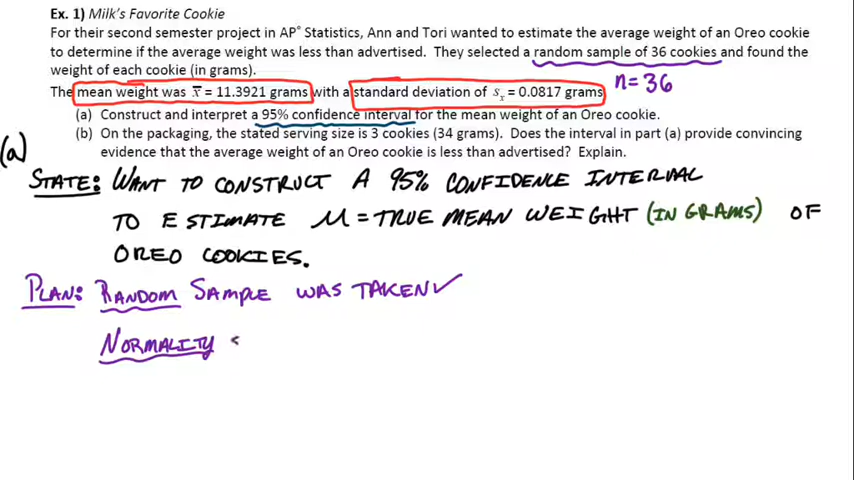 Ex. 1) Milk's Favorite Cookie
For their second semester project in AP® Statistics, Ann and Tori wanted to estimate the average weight of an Oreo cookie
to determine if the average weight was less than advertised. They selected a random sample of 36 cookies and found the
weight of each cookie (in grams).
n=36
The mean weight was x̄ = 11.3921 grams with a standard deviation of sₓ = 0.0817 grams
(a) Construct and interpret a 95% confidence interval for the mean weight of an Oreo cookie.
(b) On the packaging, the stated serving size is 3 cookies (34 grams). Does the interval in part (a) provide convincing
evidence that the average weight of an Oreo cookie is less than advertised? Explain.
(a)
STATE: WANT TO CONSTRUCT A 95% CONFIDENCE INTERVAL
TO ESTIMATE μ = TRUE MEAN WEIGHT (IN GRAMS) OF
OREO COOKIES.
PLAN: RANDOM SAMPLE WAS TAKEN ✓
NORMALITY